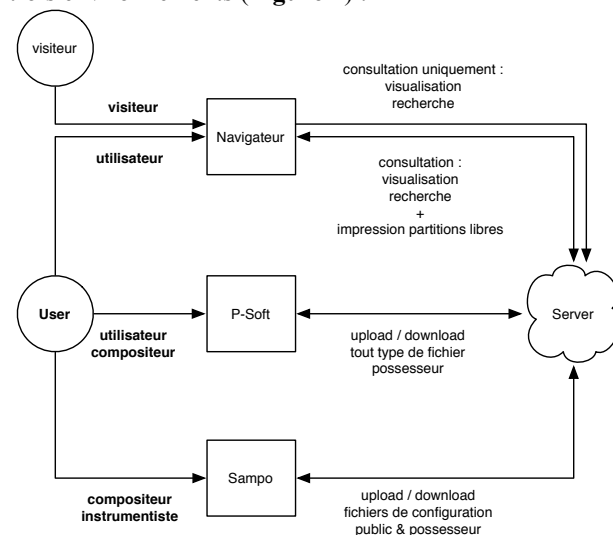 visiteur
visiteur
utilisateur
Navigateur
consultation uniquement :
visualisation
recherche
consultation :
visualisation
recherche
+
impression partitions libres
User
utilisateur
compositeur
P-Soft
upload / download
tout type de fichier
possesseur
Server
compositeur
instrumentiste
Sampo
upload / download
fichiers de configuration
public & possesseur